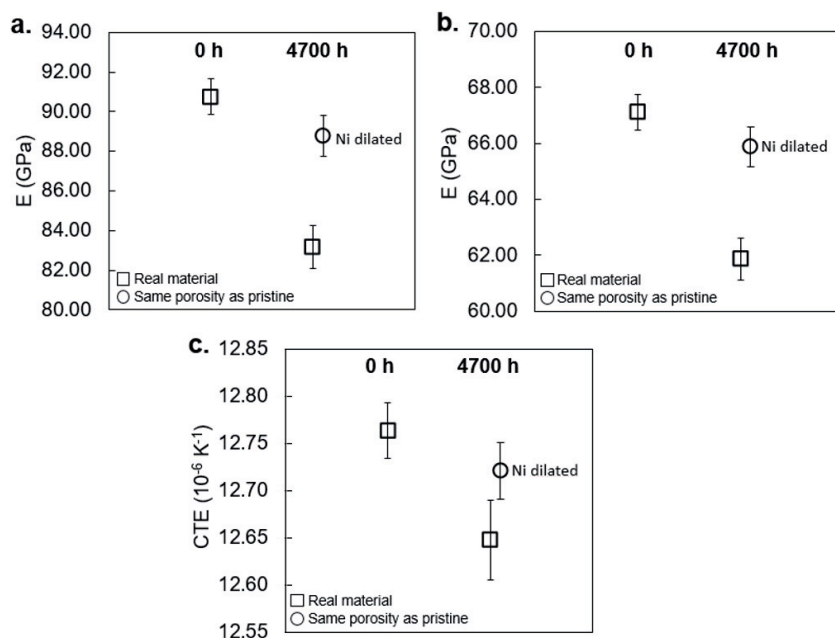 a.
94.00
92.00
90.00
88.00
86.00
84.00
82.00
80.00
E (GPa)
0 h 4700 h
Ni dilated
Real material
Same porosity as pristine
b.
70.00
68.00
66.00
64.00
62.00
60.00
E (GPa)
0 h 4700 h
Ni dilated
Real material
Same porosity as pristine
c.
12.85
12.80
12.75
12.70
12.65
12.60
12.55
CTE (10⁻⁶ K⁻¹)
0 h 4700 h
Ni dilated
Real material
Same porosity as pristine